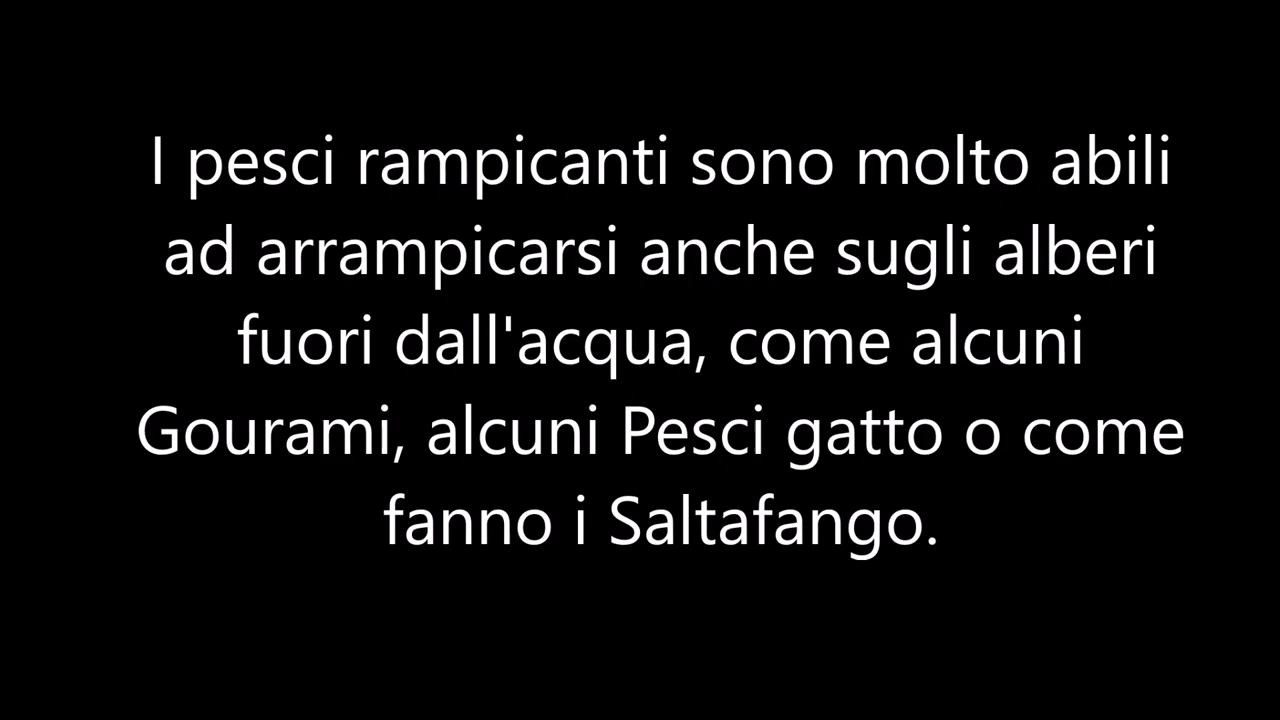 I pesci rampicanti sono molto abili
ad arrampicarsi anche sugli alberi
fuori dall'acqua, come alcuni
Gourami, alcuni Pesci gatto o come
fanno i Saltafango.